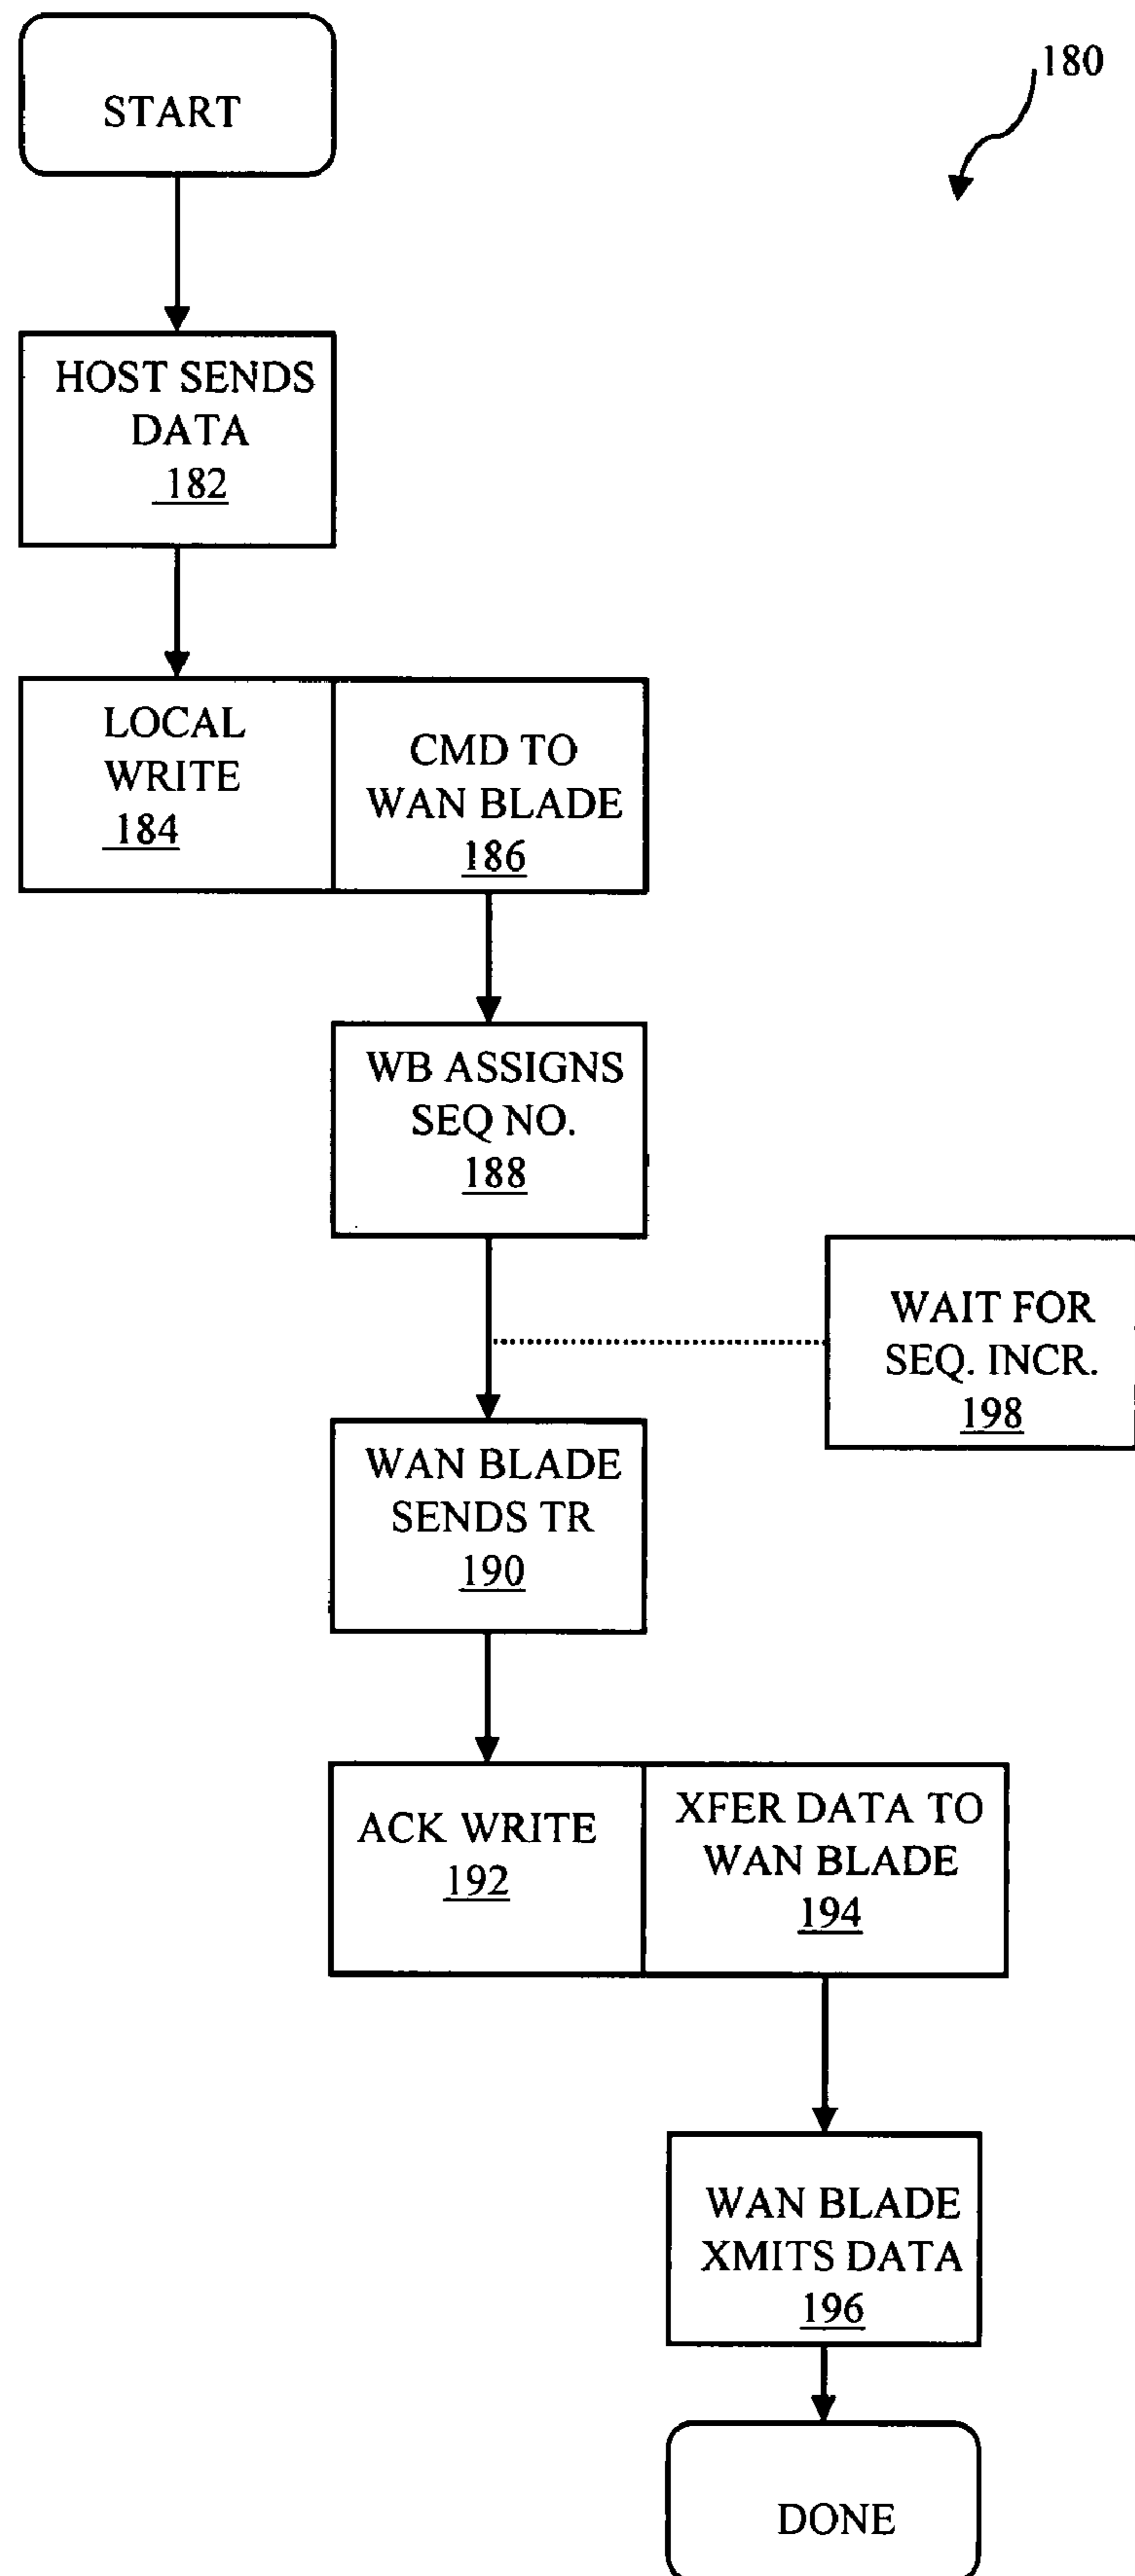 START
180
HOST SENDS
DATA
182
LOCAL
WRITE
184
CMD TO
WAN BLADE
186
WB ASSIGNS
SEQ NO.
188
WAIT FOR
SEQ. INCR.
198
WAN BLADE
SENDS TR
190
ACK WRITE
192
XFER DATA TO
WAN BLADE
194
WAN BLADE
XMITS DATA
196
DONE